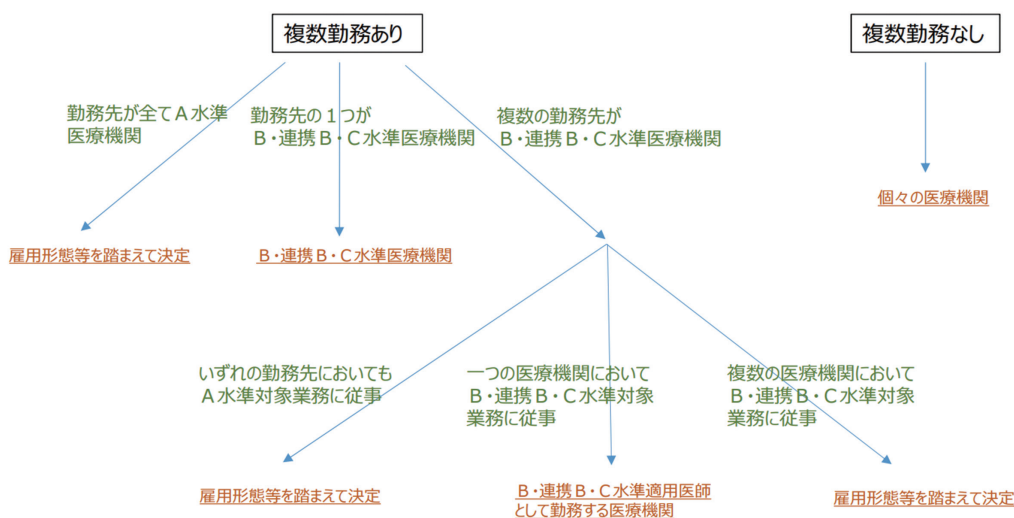 複数勤務あり
複数勤務なし
勤務先が全てA水準
医療機関
勤務先の1つが
B・連携B・C水準医療機関
複数の勤務先が
B・連携B・C水準医療機関
個々の医療機関
雇用形態等を踏まえて決定
B・連携B・C水準医療機関
いずれの勤務先においても
A水準対象業務に従事
一つの医療機関において
B・連携B・C水準対象
業務に従事
複数の医療機関において
B・連携B・C水準対象
業務に従事
雇用形態等を踏まえて決定
B・連携B・C水準適用医師
として勤務する医療機関
雇用形態等を踏まえて決定